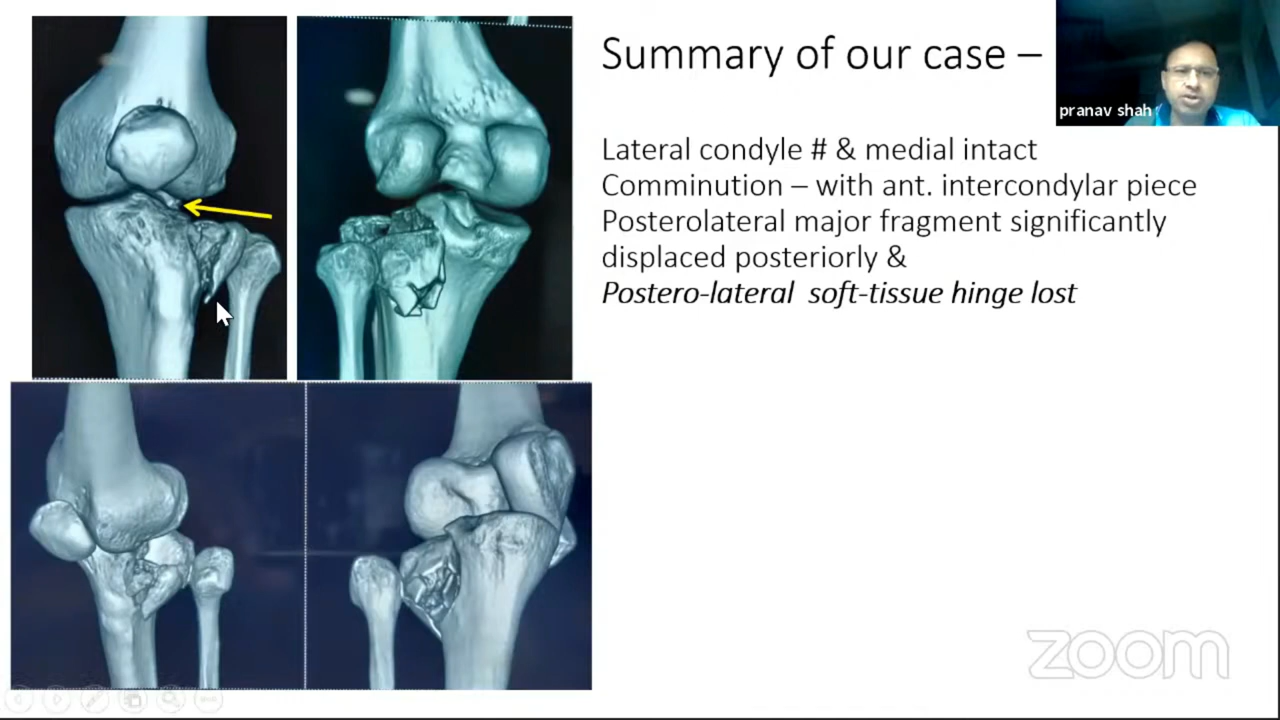 Summary of our case –
pranav shah
Lateral condyle # & medial intact
Comminution – with ant. intercondylar piece
Posterolateral major fragment significantly
displaced posteriorly &
Postero-lateral soft-tissue hinge lost
zoom